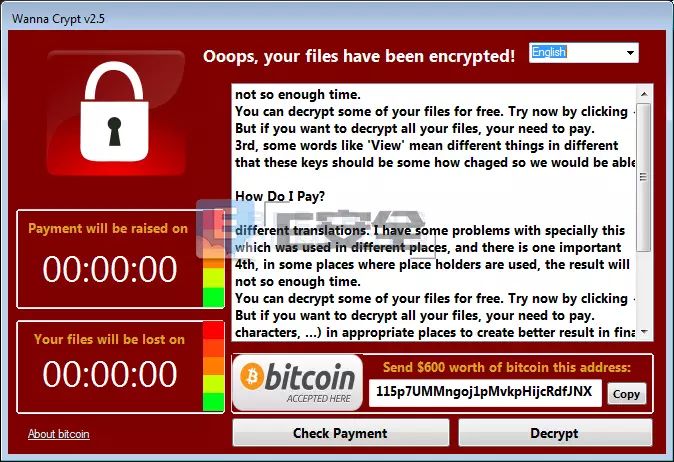 Wanna Crypt v2.5
Ooops, your files have been encrypted!
English
not so enough time.
You can decrypt some of your files for free. Try now by clicking
But if you want to decrypt all your files, your need to pay.
3rd, some words like 'View' mean different things in different
that these keys should be some how chaged so we would be able
How Do I Pay?
different translations. I have some problems with specially this
which was used in different places, and there is one important
4th, in some places where place holders are used, the result will
not so enough time.
You can decrypt some of your files for free. Try now by clicking
But if you want to decrypt all your files, your need to pay.
characters, ...) in appropriate places to create better result in fina
Payment will be raised on
00:00:00
Your files will be lost on
00:00:00
About bitcoin
bitcoin
ACCEPTED HERE
Send $600 worth of bitcoin this address:
115p7UMMngoj1pMvkpHijcRdfJNX
Copy
Check Payment
Decrypt
E安全